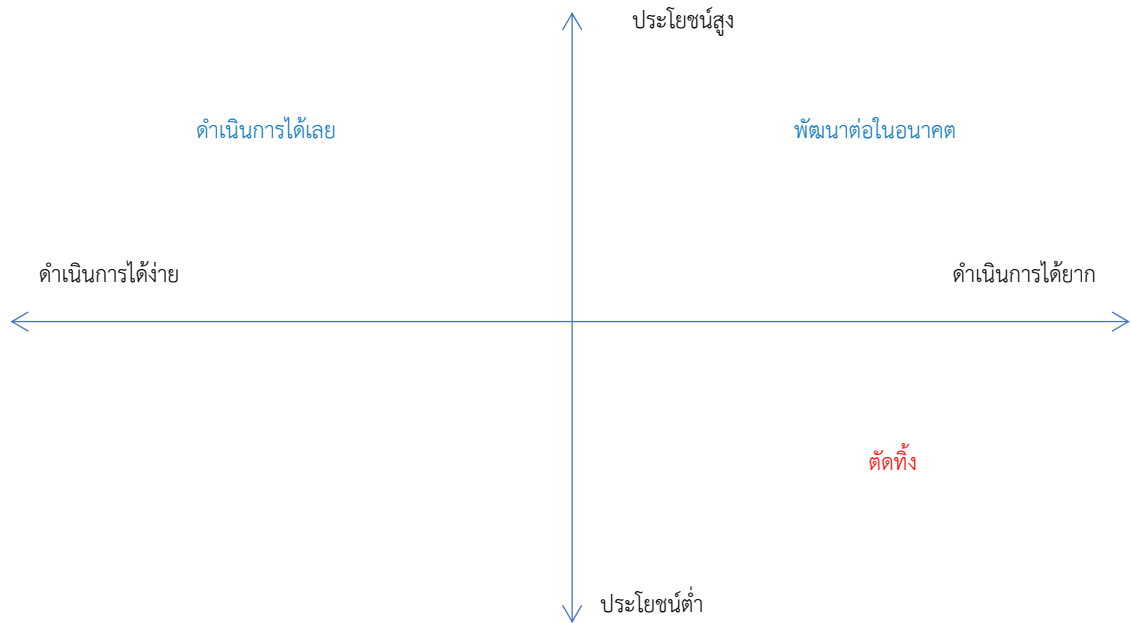 ประโยชน์สูง
ดำเนินการได้เลย
พัฒนาต่อในอนาคต
ดำเนินการได้ง่าย
ดำเนินการได้ยาก
ตัดทิ้ง
ประโยชน์ต่ำ